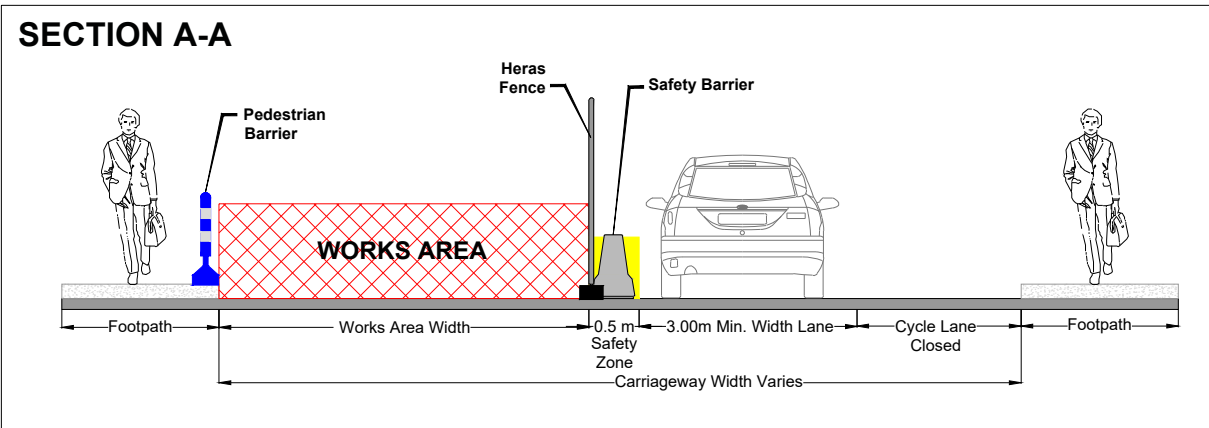 SECTION A-A
Heras
Fence
Safety Barrier
Pedestrian
Barrier
WORKS AREA
Footpath
Works Area Width
0.5 m
Safety
Zone
3.00m Min. Width Lane
Cycle Lane
Closed
Footpath
Carriageway Width Varies